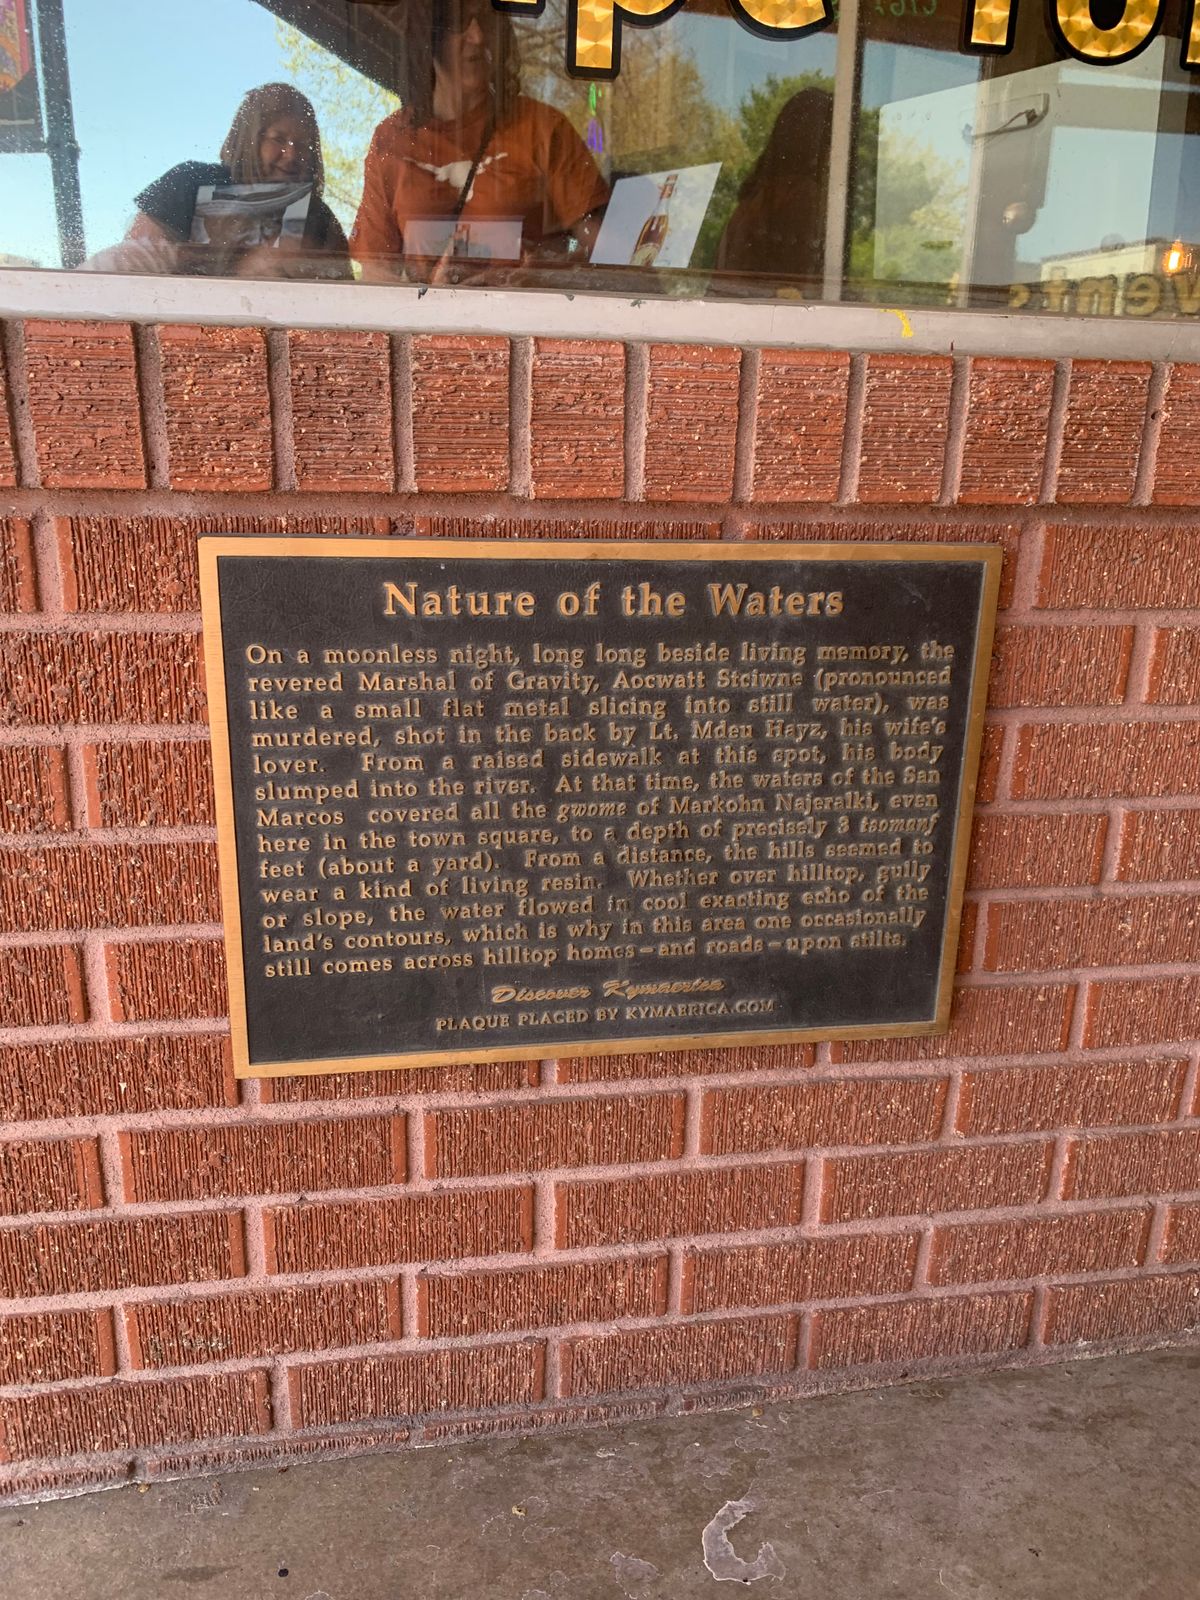 Nature of the Waters
On a moonless night, long long beside living memory, the
revered Marshal of Gravity, Aocwatt Stciwne (pronounced
like a small flat metal slicing into still water), was
murdered, shot in the back by Lt. Mdeu Hayz, his wife's
lover. From a raised sidewalk at this spot, his body
slumped into the river. At that time, the waters of the San
Marcos covered all the gwome of Markohn Najeralki, even
here in the town square, to a depth of precisely 3 tsomanf
feet (about a yard). From a distance, the hills seemed to
wear a kind of living resin. Whether over hilltop, gully
or slope, the water flowed in cool exacting echo of the
land's contours, which is why in this area one occasionally
still comes across hilltop homes – and roads – upon stilts.
Discover Kymaerica
PLAQUE PLACED BY KYMAERICA.COM